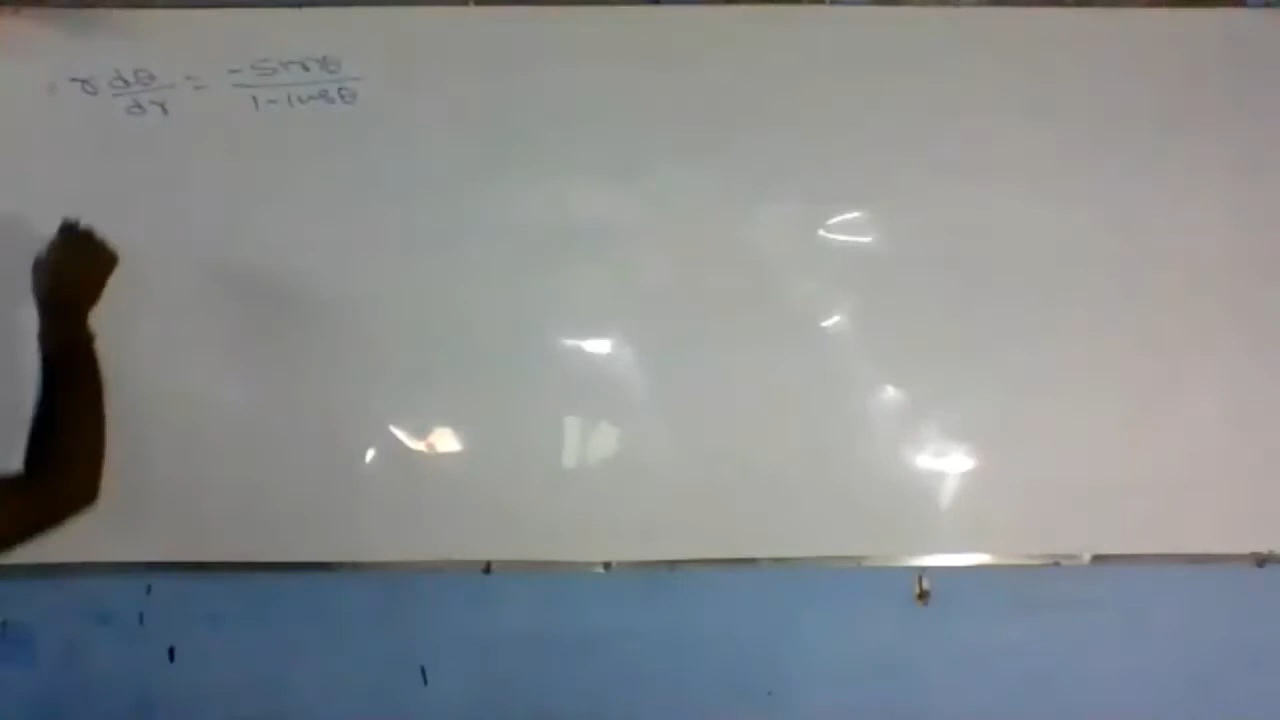 r dθ/dr = -sinθ/1-cosθ